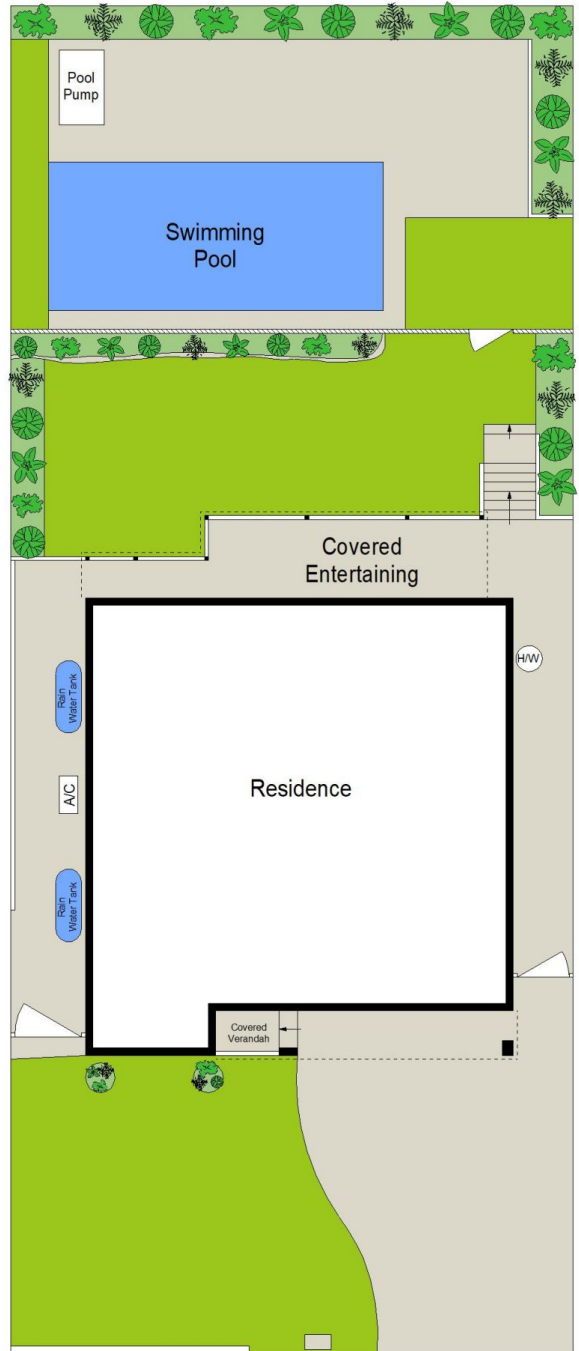 Pool
Pump
Swimming
Pool
Covered
Entertaining
H/W
Rain
Water Tank
A/C
Residence
Rain
Water Tank
Covered
Verandah